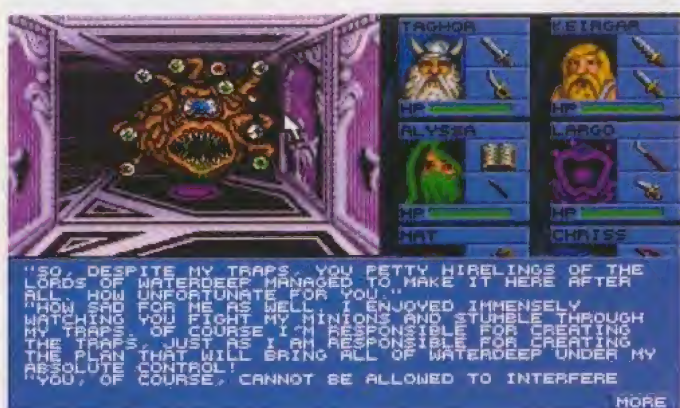 TAGHOR KEIRGAR
HP HP
ALYSSA LARGO
HP HP
MAT CHRISS
"SO, DESPITE MY TRAPS, YOU PETTY HIRELINGS OF THE
LORDS OF WATERDEEP MANAGED TO MAKE IT HERE AFTER
ALL. HOW UNFORTUNATE FOR YOU."
"HOW SAD FOR ME AS WELL. I ENJOYED IMMENSELY
WATCHING YOU FIGHT MY MINIONS AND STUMBLE THROUGH
MY TRAPS. OF COURSE I'M RESPONSIBLE FOR CREATING
THE TRAPS, JUST AS I AM RESPONSIBLE FOR CREATING
THE PLAN THAT WILL BRING ALL OF WATERDEEP UNDER MY
ABSOLUTE CONTROL!
"YOU, OF COURSE, CANNOT BE ALLOWED TO INTERFERE
MORE